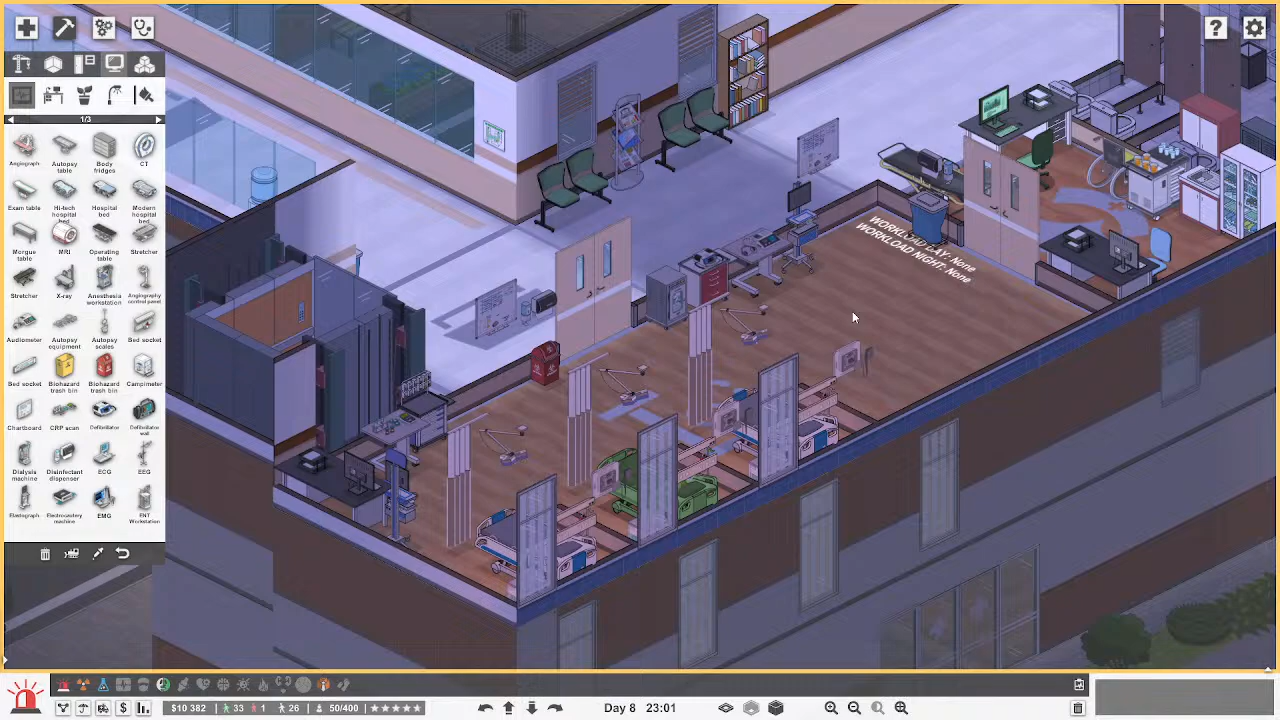 ?
1/3
Angiograph
Autopsy table
Body fridges
CT
Exam table
Hi-tech hospital bed
Hospital bed
Modern hospital bed
Morgue table
MRI
Operating table
Stretcher
Stretcher
X-ray
Anesthesia workstation
Angiography control panel
Audiometer
Autopsy equipment
Autopsy scales
Bed socket
Bed socket
Biohazard trash bin
Biohazard trash bin
Campimeter
Chartboard
CRP scan
Defibrillator
Defibrillator wall
Dialysis machine
Disinfectant dispenser
ECG
EEG
Elastograph
Electrocautery machine
EMG
ENT Workstation
WORKLOAD DAY: None
WORKLOAD NIGHT: None
$10 382
33
1
26
50/400
Day 8 23:01